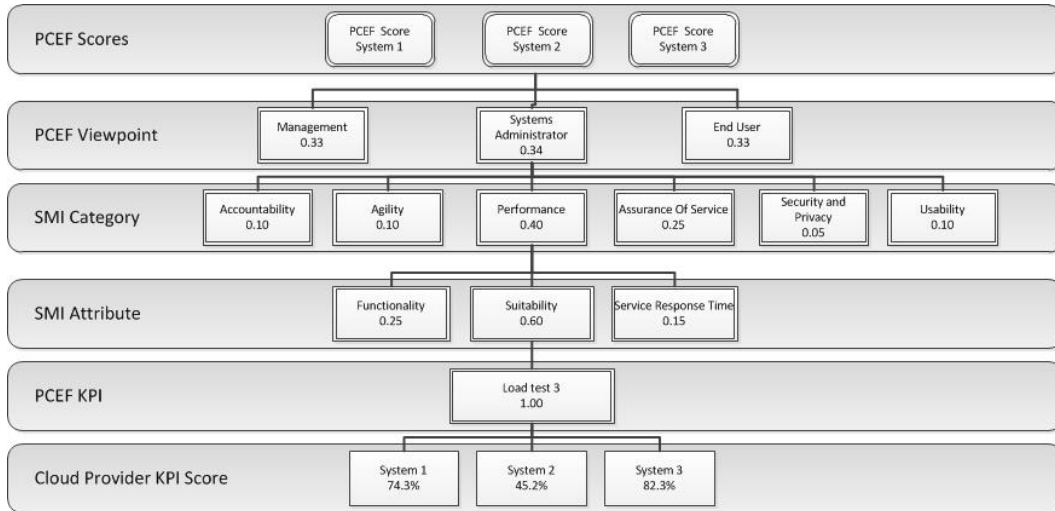 PCEF Scores
PCEF Score
System 1
PCEF Score
System 2
PCEF Score
System 3
PCEF Viewpoint
Management
0.33
Systems
Administrator
0.34
End User
0.33
SMI Category
Accountability
0.10
Agility
0.10
Performance
0.40
Assurance Of Service
0.25
Security and
Privacy
0.05
Usability
0.10
SMI Attribute
Functionality
0.25
Suitability
0.60
Service Response Time
0.15
PCEF KPI
Load test 3
1.00
Cloud Provider KPI Score
System 1
74.3%
System 2
45.2%
System 3
82.3%